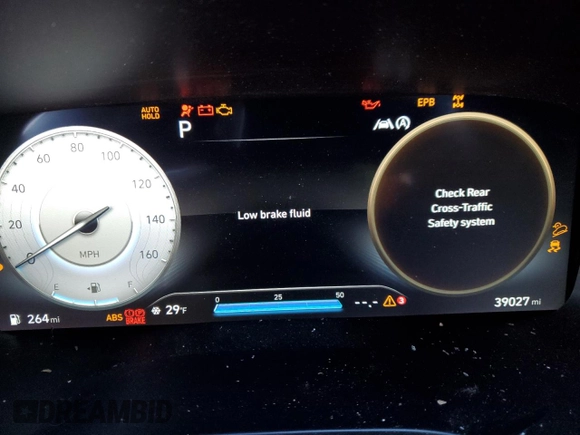 AUTO
HOLD
EPB
P
A
60 80 100
40 120
20 140
0 160
MPH
E F
Low brake fluid
Check Rear
Cross-Traffic
Safety system
264 mi
ABS
P
BRAKE
29°F
0 25 50
--.-
3
39027 mi
DREAMBID